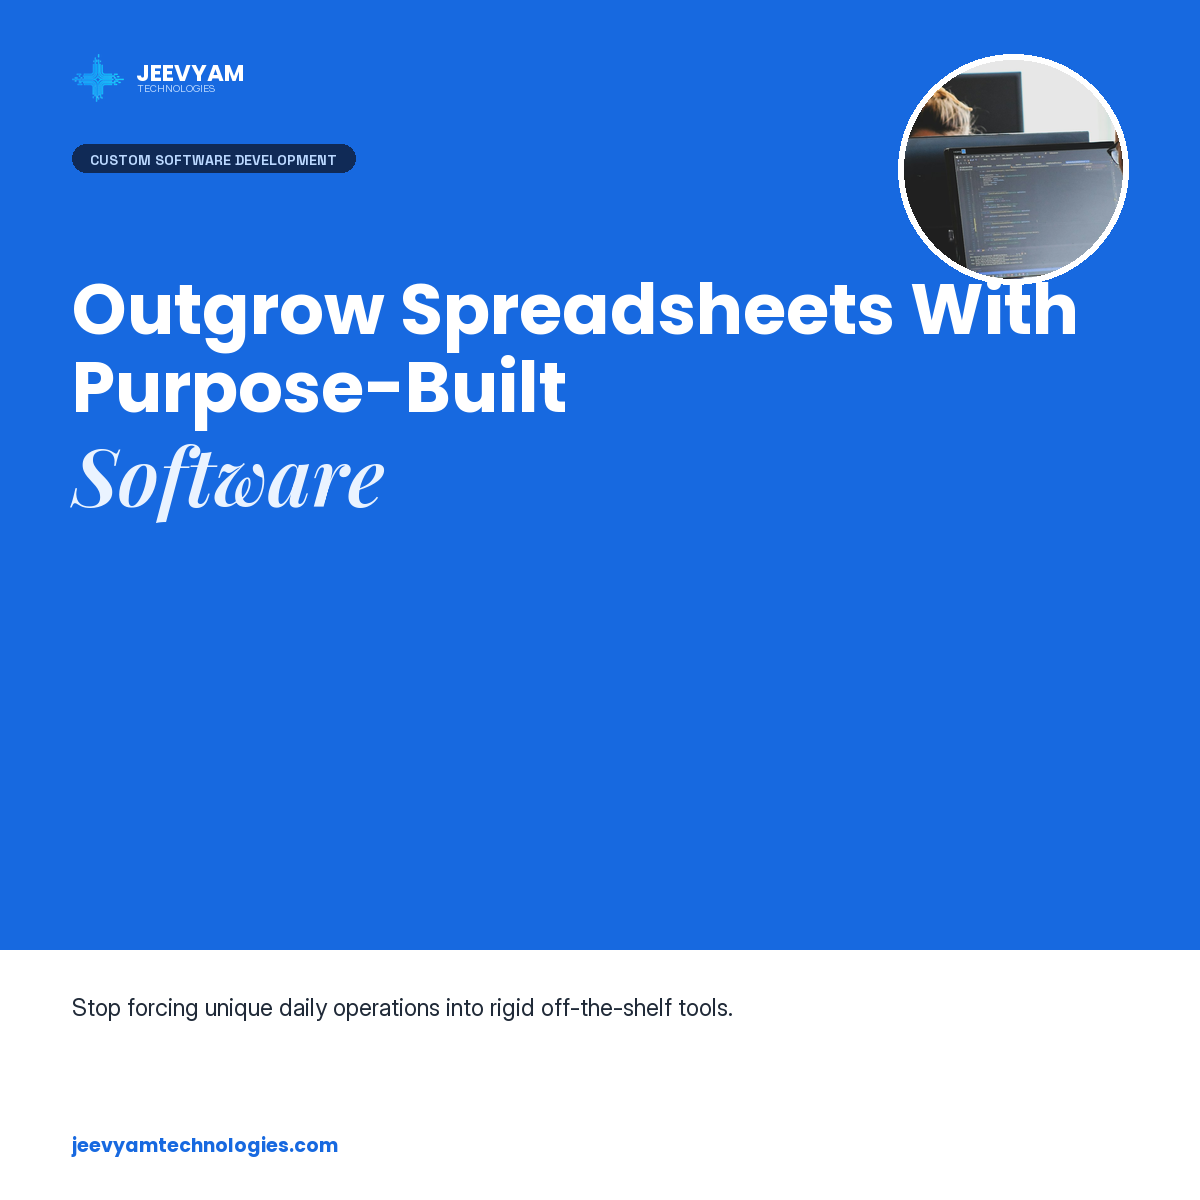 JEEVYAM
TECHNOLOGIES
CUSTOM SOFTWARE DEVELOPMENT
Outgrow Spreadsheets With
Purpose-Built
Software
Stop forcing unique daily operations into rigid off-the-shelf tools.
jeevyamtechnologies.com